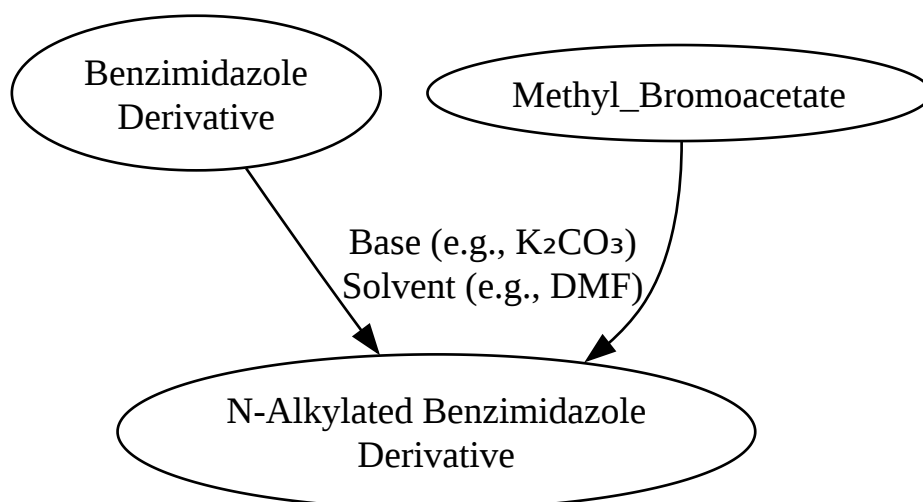 Benzimidazole
Derivative
Methyl_Bromoacetate
Base (e.g., K₂CO₃)
Solvent (e.g., DMF)
N-Alkylated Benzimidazole
Derivative